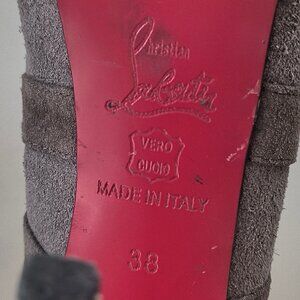 Christian
Louboutin
VERO
CUOIO
MADE IN ITALY
38